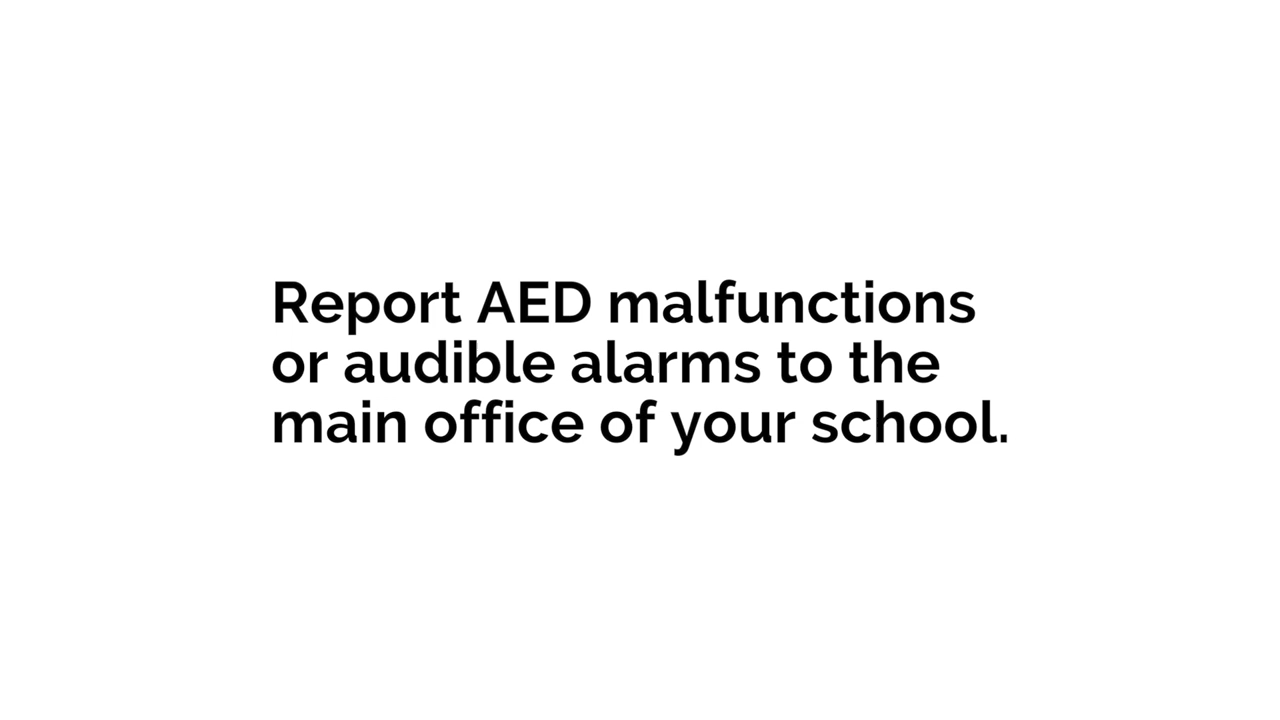 Report AED malfunctions
or audible alarms to the
main office of your school.